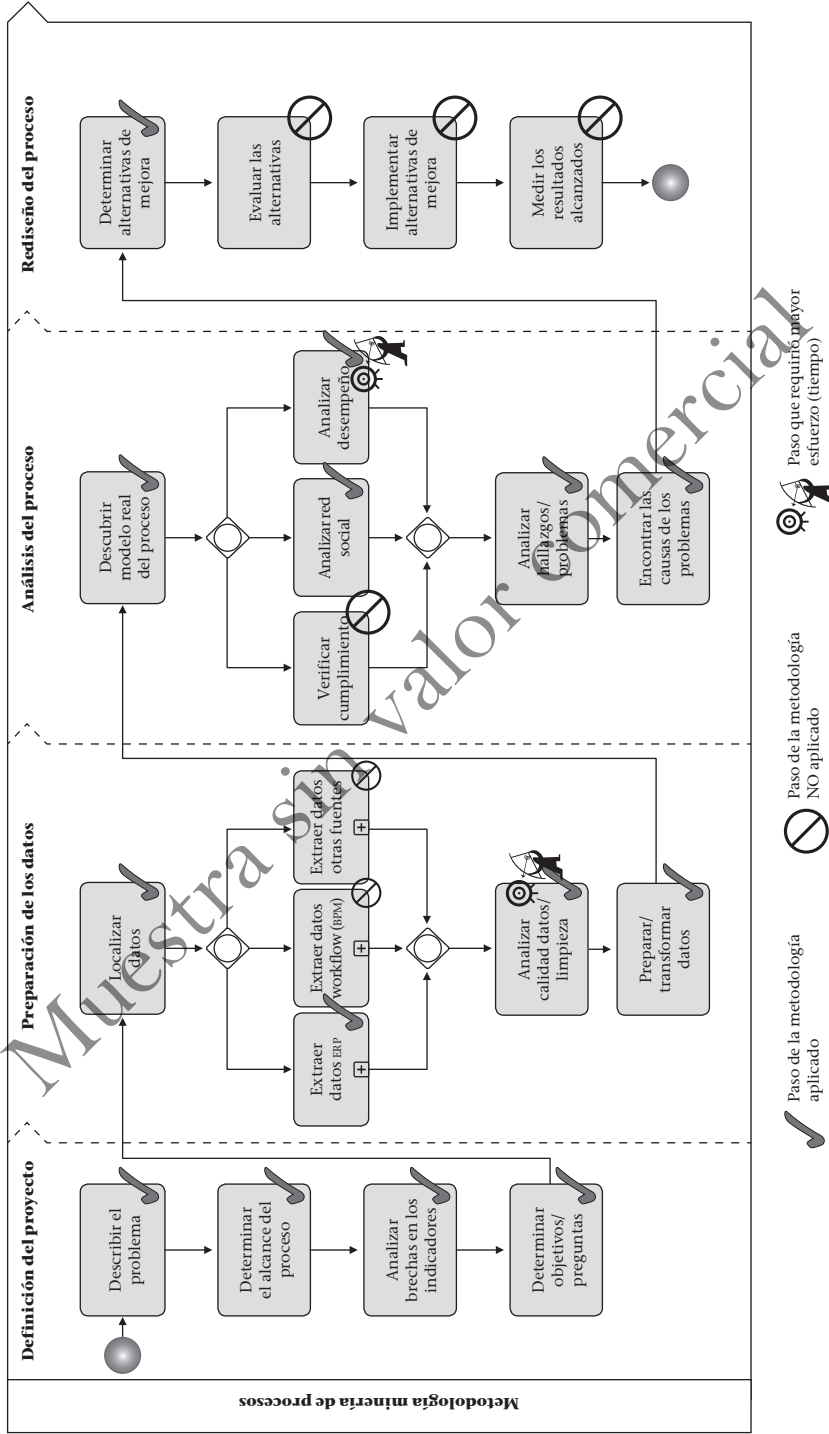 Metodología minería de procesos
Definición del proyecto
Describir el
problema
Determinar
el alcance del
proceso
Analizar
brechas en los
indicadores
Determinar
objetivos/
preguntas
Preparación de los datos
Localizar
datos
Extraer
datos ERP
Extraer datos
workflow (BPM)
Extraer datos
otras fuentes
Analizar
calidad datos/
limpieza
Preparar/
transformar
datos
Análisis del proceso
Descubrir
modelo real
del proceso
Verificar
cumplimiento
Analizar red
social
Analizar
desempeño
Analizar
hallazgos/
problemas
Encontrar las
causas de los
problemas
Rediseño del proceso
Determinar
alternativas de
mejora
Evaluar las
alternativas
Implementar
alternativas de
mejora
Medir los
resultados
alcanzados
Paso de la metodología
aplicado
Paso de la metodología
NO aplicado
Paso que requirió mayor
esfuerzo (tiempo)
Muestra sin valor comercial